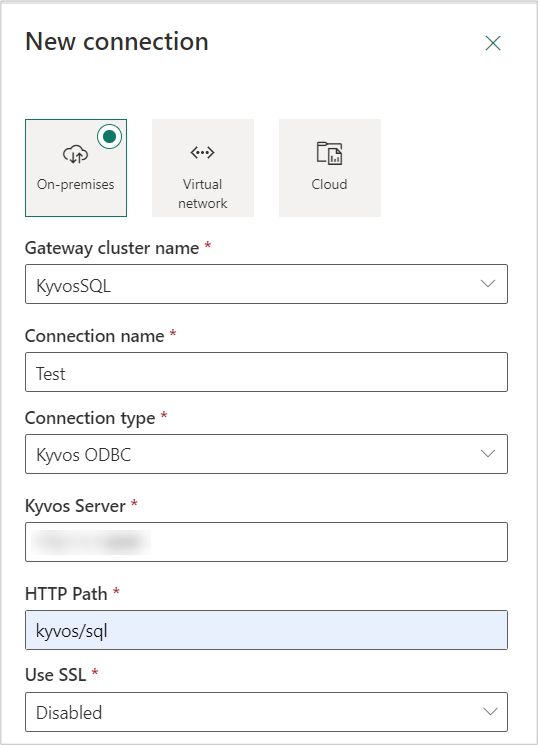 New connection
On-premises
Virtual
network
Cloud
Gateway cluster name *
KyvosSQL
Connection name *
Test
Connection type *
Kyvos ODBC
Kyvos Server *
HTTP Path *
kyvos/sql
Use SSL *
Disabled